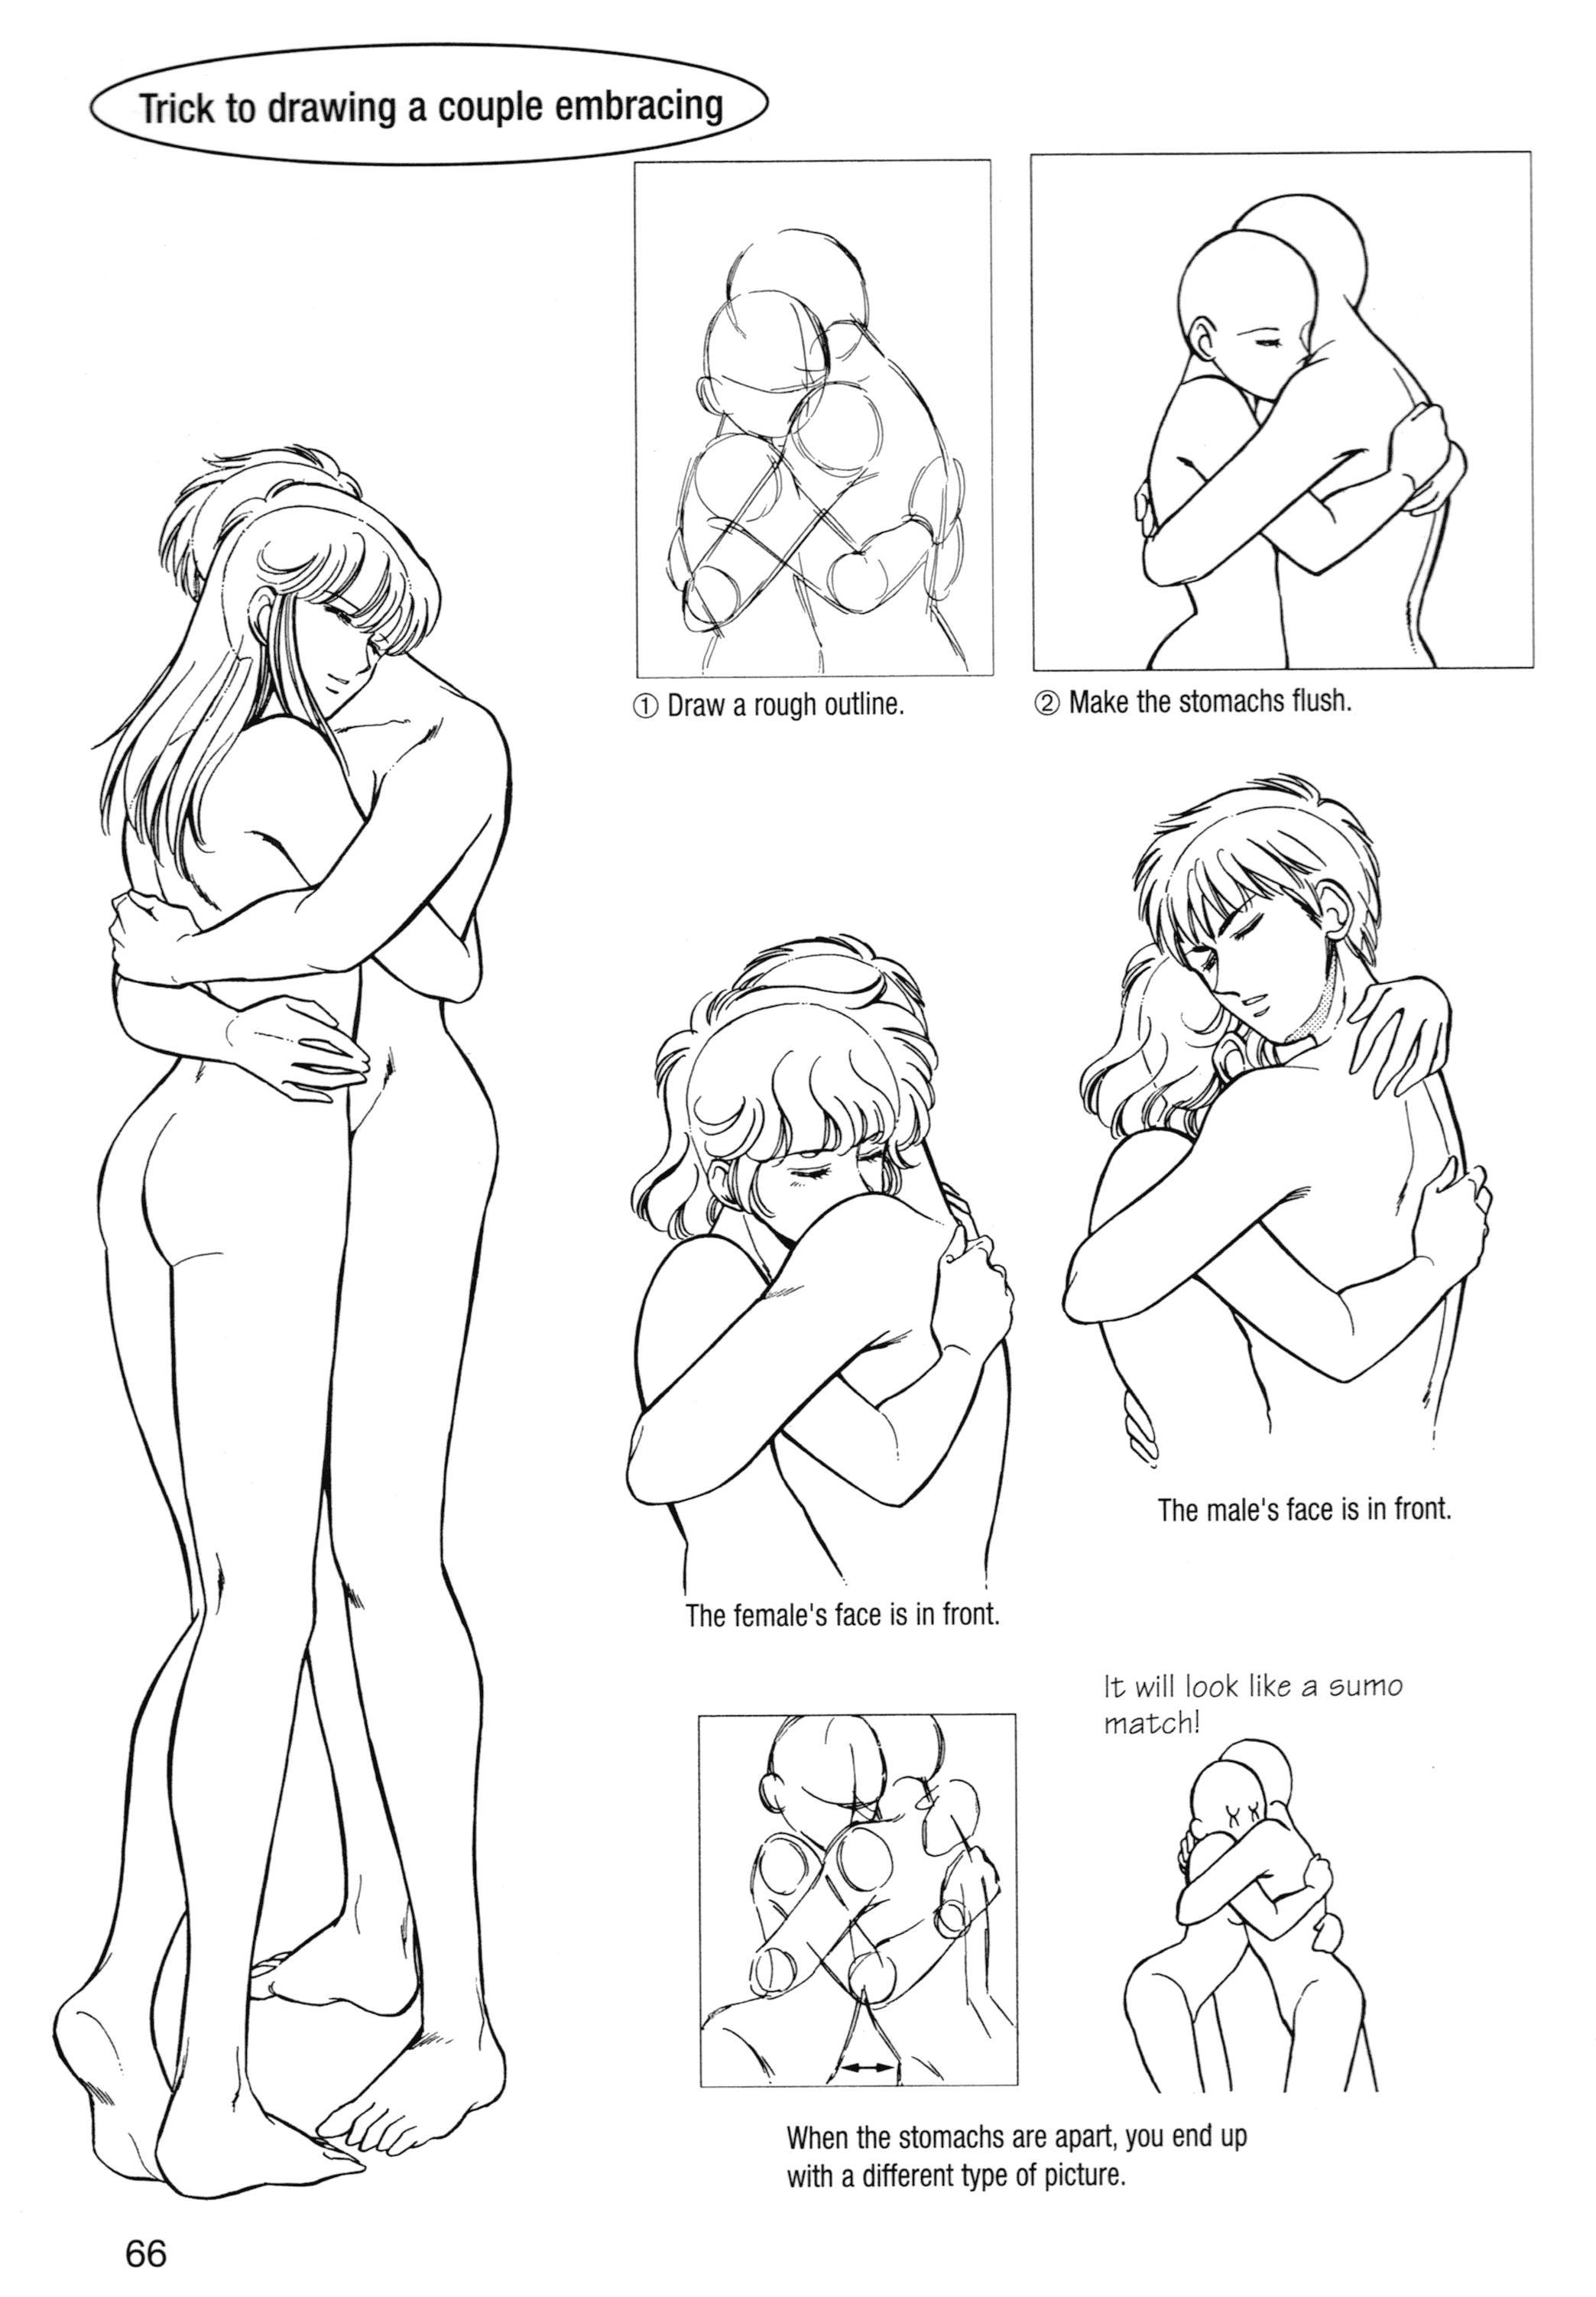 Trick to drawing a couple embracing
① Draw a rough outline.
② Make the stomachs flush.
The male's face is in front.
The female's face is in front.
It will look like a sumo
match!
When the stomachs are apart, you end up
with a different type of picture.
66